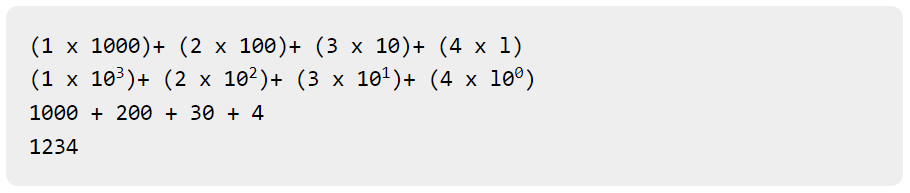 (1 x 1000)+ (2 x 100)+ (3 x 10)+ (4 x l)
(1 x 10³)+ (2 x 10²)+ (3 x 10¹)+ (4 x l0⁰)
1000 + 200 + 30 + 4
1234